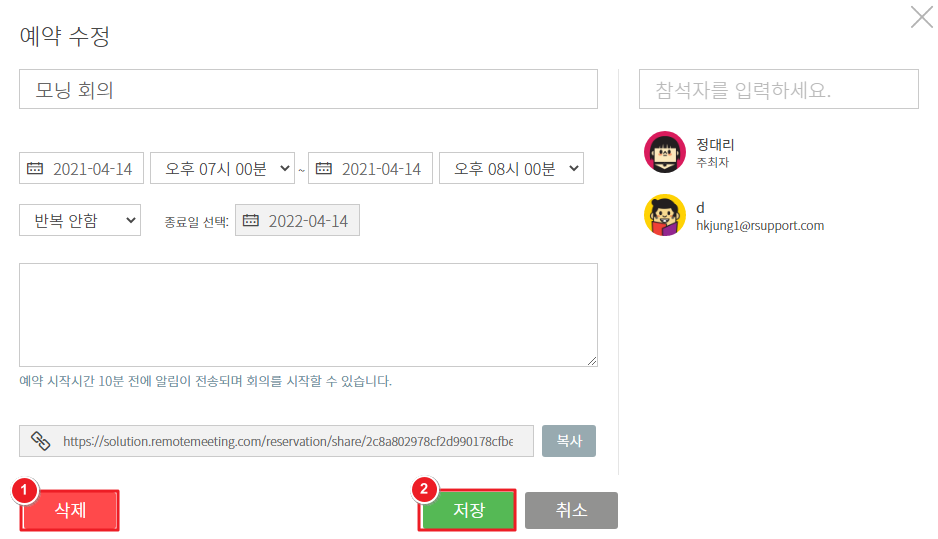 예약 수정
모닝 회의
2021-04-14 오후 07시 00분 ~ 2021-04-14 오후 08시 00분
반복 안함 종료일 선택: 2022-04-14
예약 시작시간 10분 전에 알림이 전송되며 회의를 시작할 수 있습니다.
https://solution.remotemeeting.com/reservation/share/2c8a802978cf2d990178cfbe 복사
1 삭제 2 저장 취소
참석자를 입력하세요.
정대리
주최자
d
hkjung1@rsupport.com